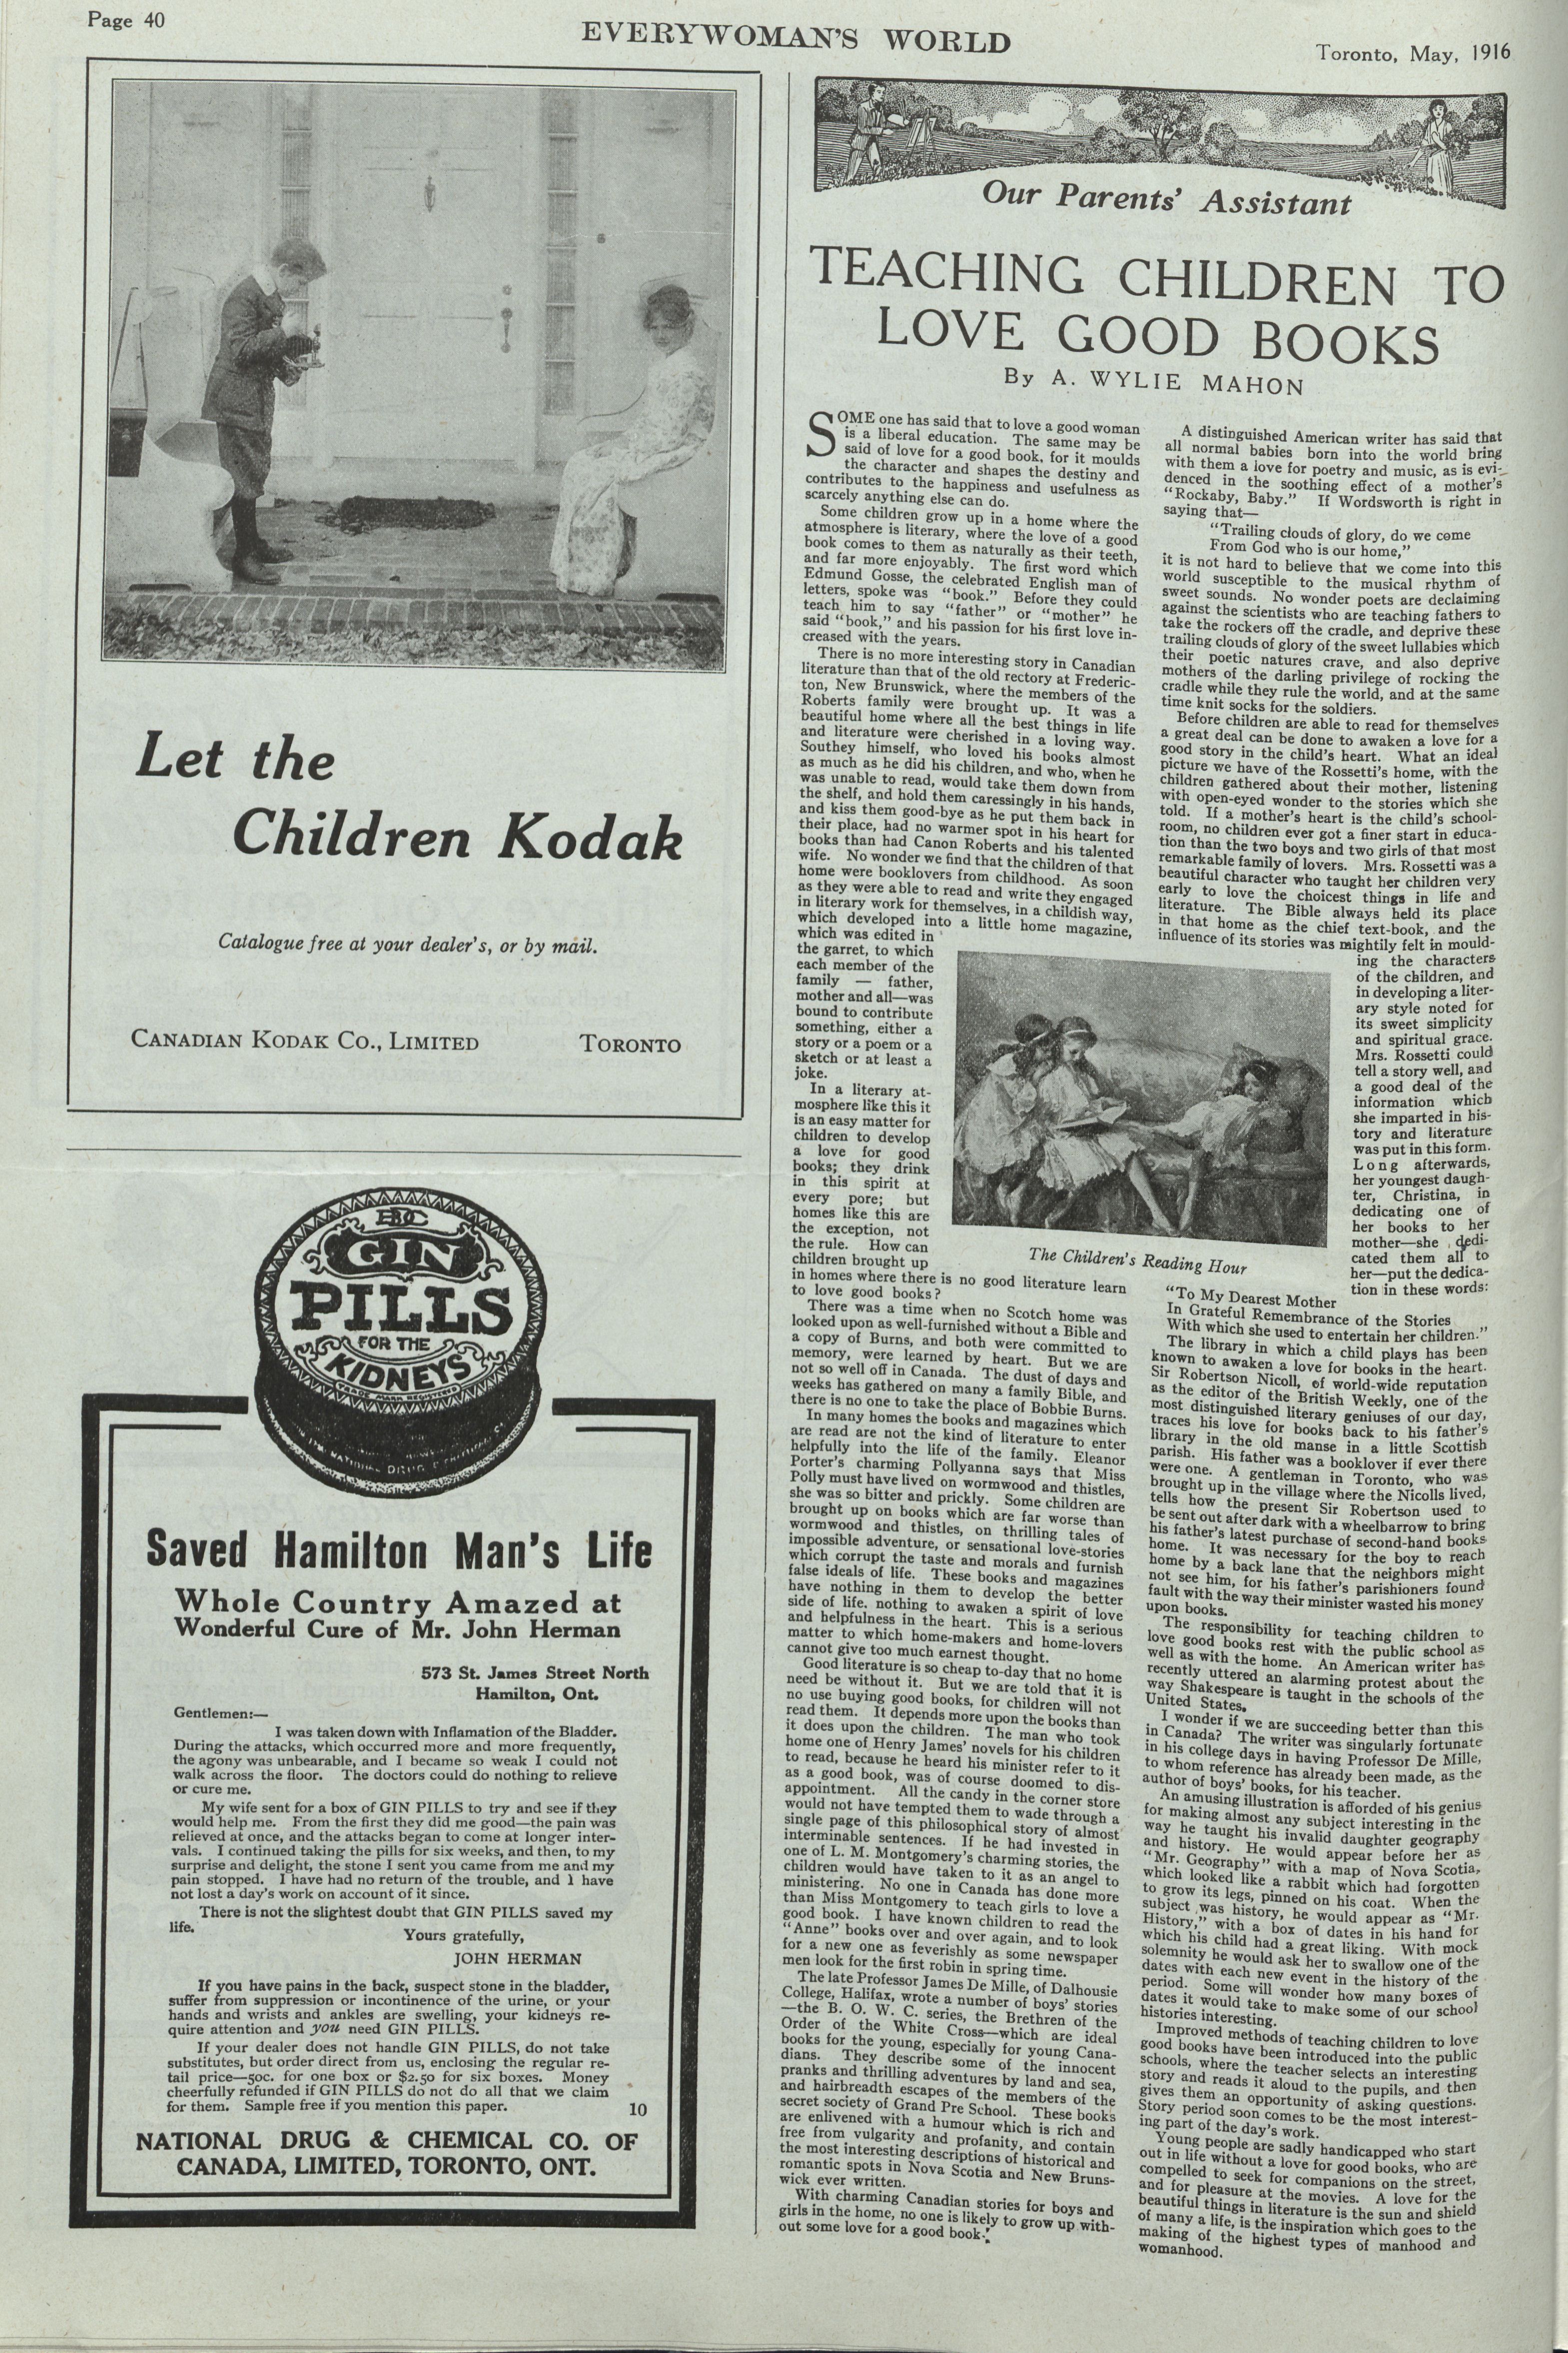 Page 40
EVERYWOMAN'S WORLD
Toronto, May, 1916
Let the
Children Kodak
Catalogue free at your dealer's, or by mail.
CANADIAN KODAK CO., LIMITED TORONTO
GIN
PILLS
FOR THE
KIDNEYS
TRADE MARK REGISTERED
Saved Hamilton Man's Life
Whole Country Amazed at
Wonderful Cure of Mr. John Herman
573 St. James Street North
Hamilton, Ont.
Gentlemen:—
I was taken down with Inflamation of the Bladder.
During the attacks, which occurred more and more frequently,
the agony was unbearable, and I became so weak I could not
walk across the floor. The doctors could do nothing to relieve
or cure me.
My wife sent for a box of GIN PILLS to try and see if they
would help me. From the first they did me good—the pain was
relieved at once, and the attacks began to come at longer inter-
vals. I continued taking the pills for six weeks, and then, to my
surprise and delight, the stone I sent you came from me and my
pain stopped. I have had no return of the trouble, and I have
not lost a day's work on account of it since.
There is not the slightest doubt that GIN PILLS saved my
life.
Yours gratefully,
JOHN HERMAN
If you have pains in the back, suspect stone in the bladder,
suffer from suppression or incontinence of the urine, or your
hands and wrists and ankles are swelling, your kidneys re-
quire attention and you need GIN PILLS.
If your dealer does not handle GIN PILLS, do not take
substitutes, but order direct from us, enclosing the regular re-
tail price—50c. for one box or $2.50 for six boxes. Money
cheerfully refunded if GIN PILLS do not do all that we claim
for them. Sample free if you mention this paper. 10
NATIONAL DRUG & CHEMICAL CO. OF
CANADA, LIMITED, TORONTO, ONT.
Our Parents' Assistant
TEACHING CHILDREN TO
LOVE GOOD BOOKS
By A. WYLIE MAHON
SOME one has said that to love a good woman
is a liberal education. The same may be
said of love for a good book, for it moulds
the character and shapes the destiny and
contributes to the happiness and usefulness as
scarcely anything else can do.
Some children grow up in a home where the
atmosphere is literary, where the love of a good
book comes to them as naturally as their teeth,
and far more enjoyably. The first word which
Edmund Gosse, the celebrated English man of
letters, spoke was "book." Before they could
teach him to say "father" or "mother" he
said "book," and his passion for his first love in-
creased with the years.
There is no more interesting story in Canadian
literature than that of the old rectory at Frederic-
ton, New Brunswick, where the members of the
Roberts family were brought up. It was a
beautiful home where all the best things in life
and literature were cherished in a loving way.
Southey himself, who loved his books almost
as much as he did his children, and who, when he
was unable to read, would take them down from
the shelf, and hold them caressingly in his hands,
and kiss them good-bye as he put them back in
their place, had no warmer spot in his heart for
books than had Canon Roberts and his talented
wife. No wonder we find that the children of that
home were booklovers from childhood. As soon
as they were able to read and write they engaged
in literary work for themselves, in a childish way,
which developed into a little home magazine,
which was edited in
the garret, to which
each member of the
family — father,
mother and all—was
bound to contribute
something, either a
story or a poem or a
sketch or at least a
joke.
In a literary at-
mosphere like this it
is an easy matter for
children to develop
a love for good
books; they drink
in this spirit at
every pore; but
homes like this are
the exception, not
the rule. How can
children brought up
in homes where there is no good literature learn
to love good books?
There was a time when no Scotch home was
looked upon as well-furnished without a Bible and
a copy of Burns, and both were committed to
memory, were learned by heart. But we are
not so well off in Canada. The dust of days and
weeks has gathered on many a family Bible, and
there is no one to take the place of Bobbie Burns.
In many homes the books and magazines which
are read are not the kind of literature to enter
helpfully into the life of the family. Eleanor
Porter's charming Pollyanna says that Miss
Polly must have lived on wormwood and thistles,
she was so bitter and prickly. Some children are
brought up on books which are far worse than
wormwood and thistles, on thrilling tales of
impossible adventure, or sensational love-stories
which corrupt the taste and morals and furnish
false ideals of life. These books and magazines
have nothing in them to develop the better
side of life, nothing to awaken a spirit of love
and helpfulness in the heart. This is a serious
matter to which home-makers and home-lovers
cannot give too much earnest thought.
Good literature is so cheap to-day that no home
need be without it. But we are told that it is
no use buying good books, for children will not
read them. It depends more upon the books than
it does upon the children. The man who took
home one of Henry James' novels for his children
to read, because he heard his minister refer to it
as a good book, was of course doomed to dis-
appointment. All the candy in the corner store
would not have tempted them to wade through a
single page of this philosophical story of almost
interminable sentences. If he had invested in
one of L. M. Montgomery's charming stories, the
children would have taken to it as an angel to
ministering. No one in Canada has done more
than Miss Montgomery to teach girls to love a
good book. I have known children to read the
"Anne" books over and over again, and to look
for a new one as feverishly as some newspaper
men look for the first robin in spring time.
The late Professor James De Mille, of Dalhousie
College, Halifax, wrote a number of boys' stories
—the B. O. W. C. series, the Brethren of the
Order of the White Cross—which are ideal
books for the young, especially for young Cana-
dians. They describe some of the innocent
pranks and thrilling adventures by land and sea,
and hairbreadth escapes of the members of the
secret society of Grand Pre School. These books
are enlivened with a humour which is rich and
free from vulgarity and profanity, and contain
the most interesting descriptions of historical and
romantic spots in Nova Scotia and New Bruns-
wick ever written.
With charming Canadian stories for boys and
girls in the home, no one is likely to grow up with-
out some love for a good book.
The Children's Reading Hour
A distinguished American writer has said that
all normal babies born into the world bring
with them a love for poetry and music, as is evi-
denced in the soothing effect of a mother's
"Rockaby, Baby." If Wordsworth is right in
saying that—
"Trailing clouds of glory, do we come
From God who is our home,"
it is not hard to believe that we come into this
world susceptible to the musical rhythm of
sweet sounds. No wonder poets are declaiming
against the scientists who are teaching fathers to
take the rockers off the cradle, and deprive these
trailing clouds of glory of the sweet lullabies which
their poetic natures crave, and also deprive
mothers of the darling privilege of rocking the
cradle while they rule the world, and at the same
time knit socks for the soldiers.
Before children are able to read for themselves
a great deal can be done to awaken a love for a
good story in the child's heart. What an ideal
picture we have of the Rossetti's home, with the
children gathered about their mother, listening
with open-eyed wonder to the stories which she
told. If a mother's heart is the child's school-
room, no children ever got a finer start in educa-
tion than the two boys and two girls of that most
remarkable family of lovers. Mrs. Rossetti was a
beautiful character who taught her children very
early to love the choicest things in life and
literature. The Bible always held its place
in that home as the chief text-book, and the
influence of its stories was mightily felt in mould-
ing the characters
of the children, and
in developing a liter-
ary style noted for
its sweet simplicity
and spiritual grace.
Mrs. Rossetti could
tell a story well, and
a good deal of the
information which
she imparted in his-
tory and literature
was put in this form.
Long afterwards,
her youngest daugh-
ter, Christina, in
dedicating one of
her books to her
mother—she dedi-
cated them all to
her—put the dedica-
tion in these words:
"To My Dearest Mother
In Grateful Remembrance of the Stories
With which she used to entertain her children."
The library in which a child plays has been
known to awaken a love for books in the heart.
Sir Robertson Nicoll, of world-wide reputation
as the editor of the British Weekly, one of the
most distinguished literary geniuses of our day,
traces his love for books back to his father's
library in the old manse in a little Scottish
parish. His father was a booklover if ever there
were one. A gentleman in Toronto, who was
brought up in the village where the Nicolls lived,
tells how the present Sir Robertson used to
be sent out after dark with a wheelbarrow to bring
his father's latest purchase of second-hand books
home. It was necessary for the boy to reach
home by a back lane that the neighbors might
not see him, for his father's parishioners found
fault with the way their minister wasted his money
upon books.
The responsibility for teaching children to
love good books rest with the public school as
well as with the home. An American writer has
recently uttered an alarming protest about the
way Shakespeare is taught in the schools of the
United States.
I wonder if we are succeeding better than this
in Canada? The writer was singularly fortunate
in his college days in having Professor De Mille,
to whom reference has already been made, as the
author of boys' books, for his teacher.
An amusing illustration is afforded of his genius
for making almost any subject interesting in the
way he taught his invalid daughter geography
and history. He would appear before her as
"Mr. Geography" with a map of Nova Scotia,
which looked like a rabbit which had forgotten
to grow its legs, pinned on his coat. When the
subject was history, he would appear as "Mr.
History," with a box of dates in his hand for
which his child had a great liking. With mock
solemnity he would ask her to swallow one of the
dates with each new event in the history of the
period. Some will wonder how many boxes of
dates it would take to make some of our school
histories interesting.
Improved methods of teaching children to love
good books have been introduced into the public
schools, where the teacher selects an interesting
story and reads it aloud to the pupils, and then
gives them an opportunity of asking questions.
Story period soon comes to be the most interest-
ing part of the day's work.
Young people are sadly handicapped who start
out in life without a love for good books, who are
compelled to seek for companions on the street,
and for pleasure at the movies. A love for the
beautiful things in literature is the sun and shield
of many a life, is the inspiration which goes to the
making of the highest types of manhood and
womanhood.